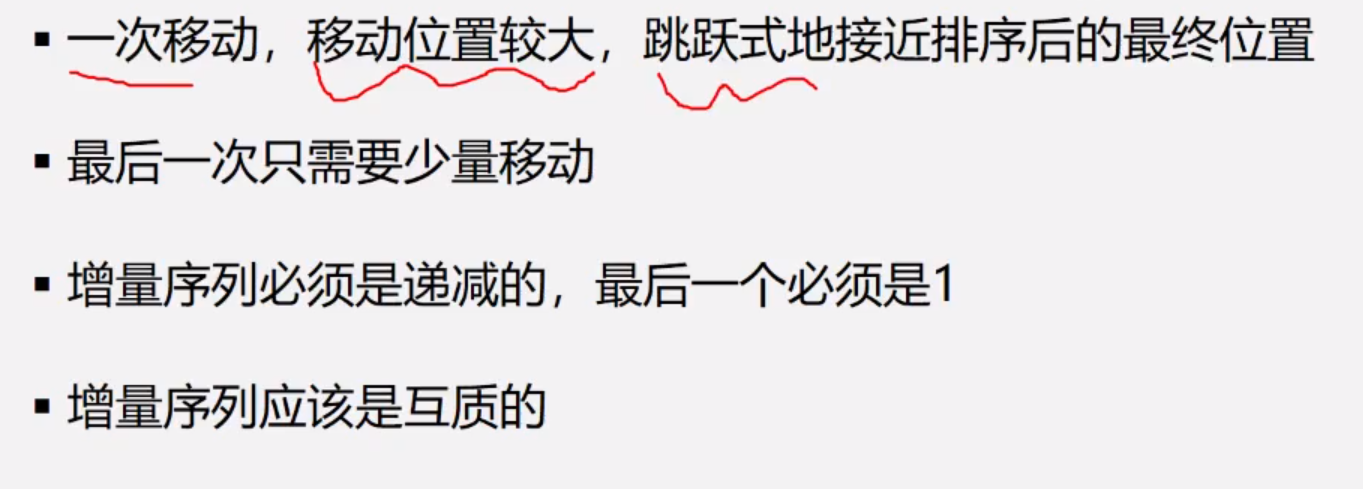 ▪ 一次移动，移动位置较大，跳跃式地接近排序后的最终位置
▪ 最后一次只需要少量移动
▪ 增量序列必须是递减的，最后一个必须是1
▪ 增量序列应该是互质的